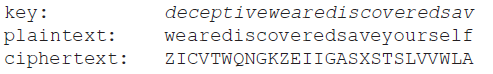 key: deceptivewearediscoveredsav
plaintext: wearediscoveredsaveyourself
ciphertext: ZICVTWQNGKZEIIGASXSTSLVVWLA